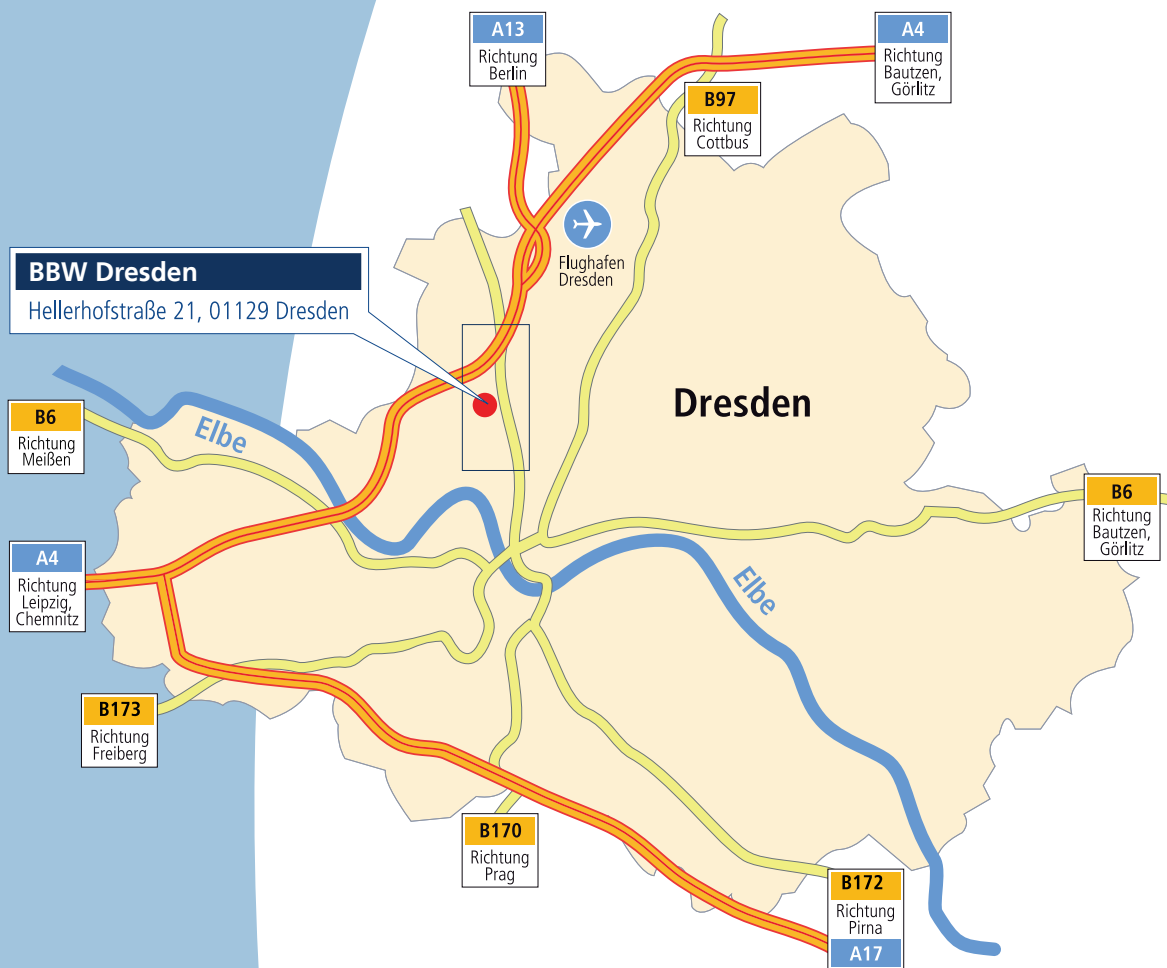 A13
Richtung
Berlin
A4
Richtung
Bautzen,
Görlitz
B97
Richtung
Cottbus
Flughafen
Dresden
BBW Dresden
Hellerhofstraße 21, 01129 Dresden
Dresden
B6
Richtung
Meißen
Elbe
B6
Richtung
Bautzen,
Görlitz
A4
Richtung
Leipzig,
Chemnitz
Elbe
B173
Richtung
Freiberg
B170
Richtung
Prag
B172
Richtung
Pirna
A17